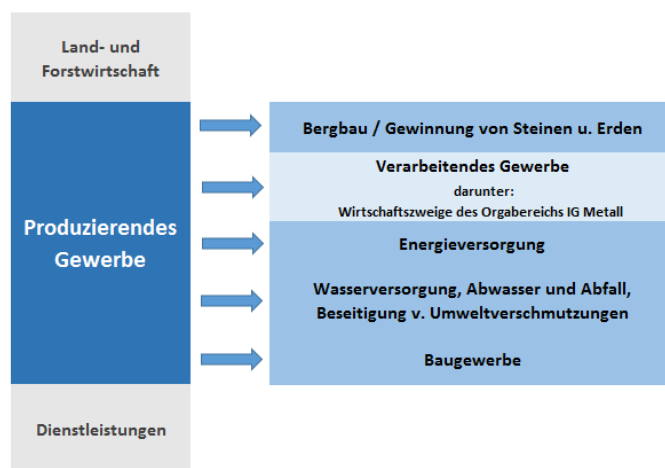 Land- und
Forstwirtschaft
Produzierendes
Gewerbe
Dienstleistungen
Bergbau / Gewinnung von Steinen u. Erden
Verarbeitendes Gewerbe
darunter:
Wirtschaftszweige des Orgabereichs IG Metall
Energieversorgung
Wasserversorgung, Abwasser und Abfall,
Beseitigung v. Umweltverschmutzungen
Baugewerbe